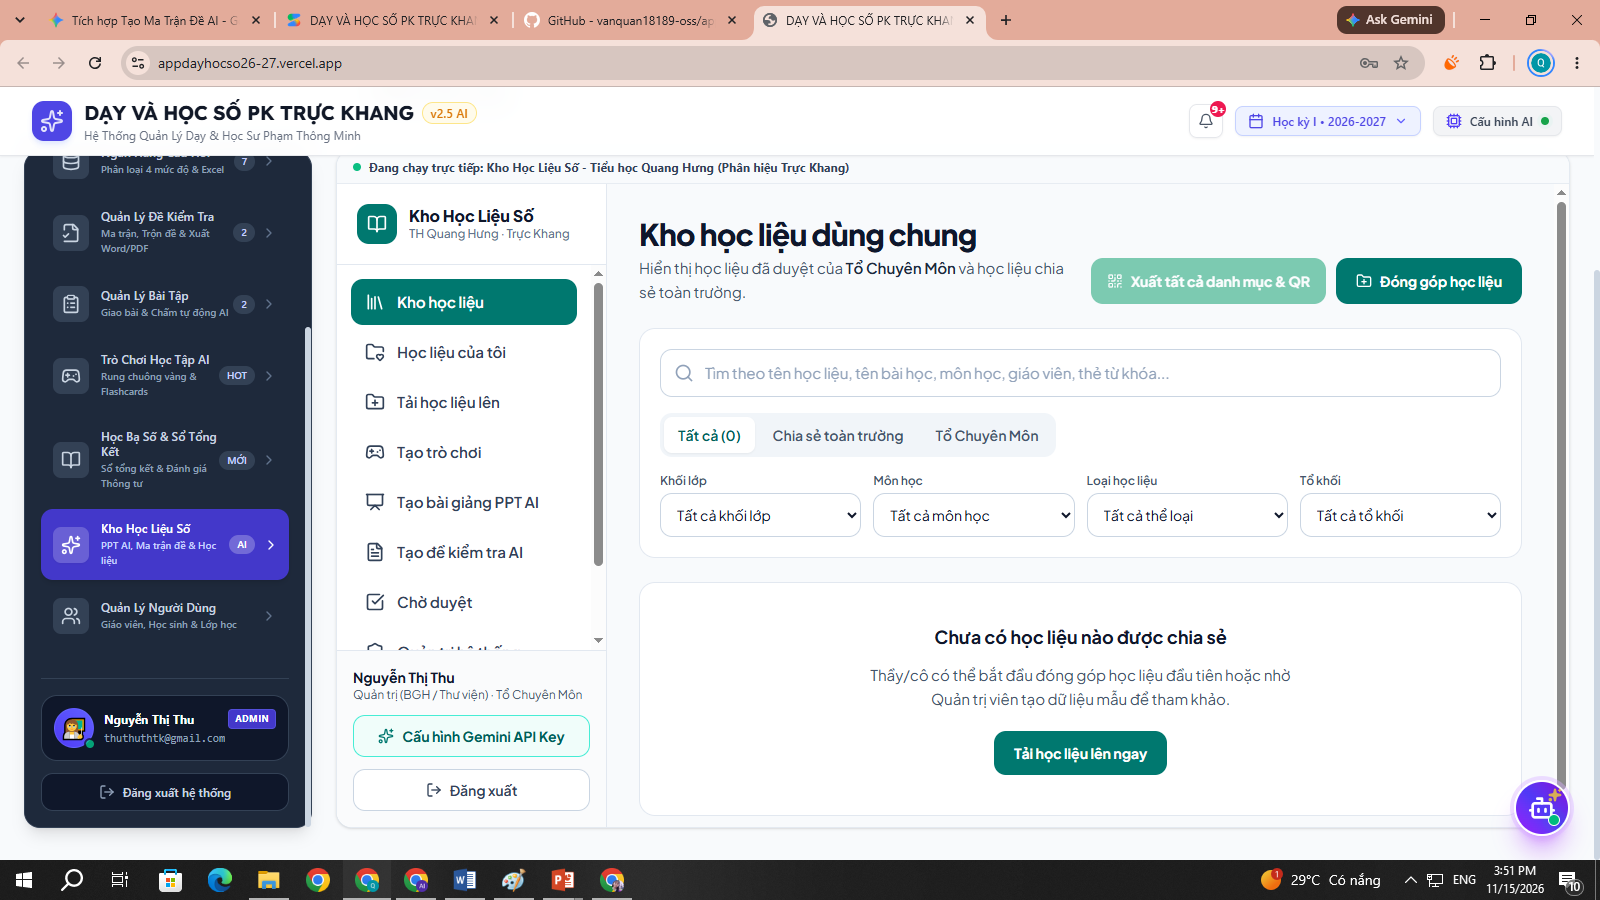 Tích hợp Tạo Ma Trận Đề AI - G
DẠY VÀ HỌC SỐ PK TRỰC KHA
GitHub - vanquan18189-oss/ap
DẠY VÀ HỌC SỐ PK TRỰC KHA
Ask Gemini
appdayhocso26-27.vercel.app
Q
DẠY VÀ HỌC SỐ PK TRỰC KHANG
v2.5 AI
Hệ Thống Quản Lý Dạy & Học Sư Phạm Thông Minh
9+
Học kỳ I • 2026-2027
Cấu hình AI
Phân loại 4 mức độ & Excel
7
Quản Lý Đề Kiểm Tra
Ma trận, Trộn đề & Xuất
Word/PDF
2
Quản Lý Bài Tập
Giao bài & Chấm tự động AI
2
Trò Chơi Học Tập AI
Rung chuông vàng &
Flashcards
HOT
Học Bạ Số & Sổ Tổng
Kết
Sổ tổng kết & Đánh giá
Thông tư
MỚI
Kho Học Liệu Số
PPT AI, Ma trận đề & Học
liệu
AI
Quản Lý Người Dùng
Giáo viên, Học sinh & Lớp học
Nguyễn Thị Thu
ADMIN
thuthuthtk@gmail.com
Đăng xuất hệ thống
Đang chạy trực tiếp: Kho Học Liệu Số - Tiểu học Quang Hưng (Phân hiệu Trực Khang)
Kho Học Liệu Số
TH Quang Hưng · Trực Khang
Kho học liệu
Học liệu của tôi
Tải học liệu lên
Tạo trò chơi
Tạo bài giảng PPT AI
Tạo đề kiểm tra AI
Chờ duyệt
Nguyễn Thị Thu
Quản trị (BGH / Thư viện) · Tổ Chuyên Môn
Cấu hình Gemini API Key
Đăng xuất
Kho học liệu dùng chung
Hiển thị học liệu đã duyệt của Tổ Chuyên Môn và học liệu chia
sẻ toàn trường.
Xuất tất cả danh mục & QR
Đóng góp học liệu
Tìm theo tên học liệu, tên bài học, môn học, giáo viên, thẻ từ khóa...
Tất cả (0)
Chia sẻ toàn trường
Tổ Chuyên Môn
Khối lớp
Môn học
Loại học liệu
Tổ khối
Tất cả khối lớp
Tất cả môn học
Tất cả thể loại
Tất cả tổ khối
Chưa có học liệu nào được chia sẻ
Thầy/cô có thể bắt đầu đóng góp học liệu đầu tiên hoặc nhờ
Quản trị viên tạo dữ liệu mẫu để tham khảo.
Tải học liệu lên ngay
29°C Có nắng
ENG
3:51 PM
11/15/2026
10